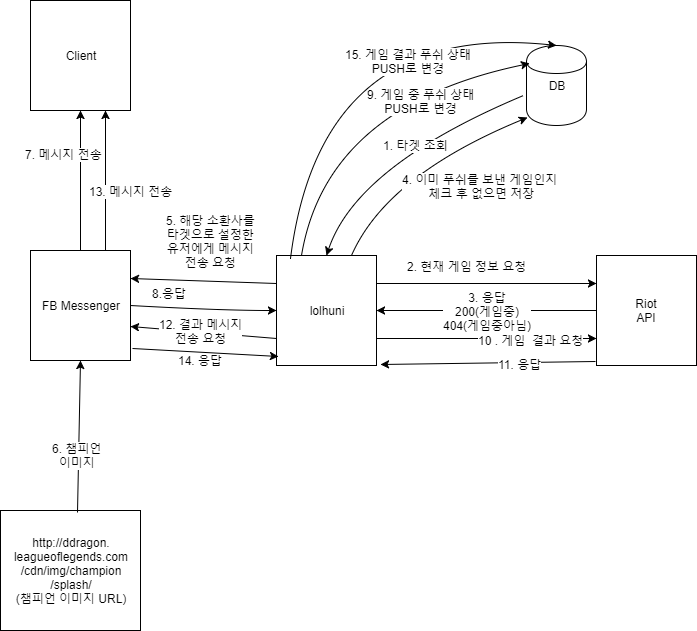 Client
15. 게임 결과 푸쉬 상태
PUSH로 변경
DB
9. 게임 중 푸쉬 상태
PUSH로 변경
1. 타겟 조회
7. 메시지 전송
13. 메시지 전송
4. 이미 푸쉬를 보낸 게임인지
체크 후 없으면 저장
5. 해당 소환사를
타겟으로 설정한
유저에게 메시지
전송 요청
2. 현재 게임 정보 요청
FB Messenger
8.응답
lolhuni
3. 응답
200(게임중)
404(게임중아님)
Riot
API
12. 결과 메시지
전송 요청
10 . 게임  결과 요청
14. 응답
11. 응답
6. 챔피언
이미지
http://ddragon.
leagueoflegends.com
/cdn/img/champion
/splash/
(챔피언 이미지 URL)